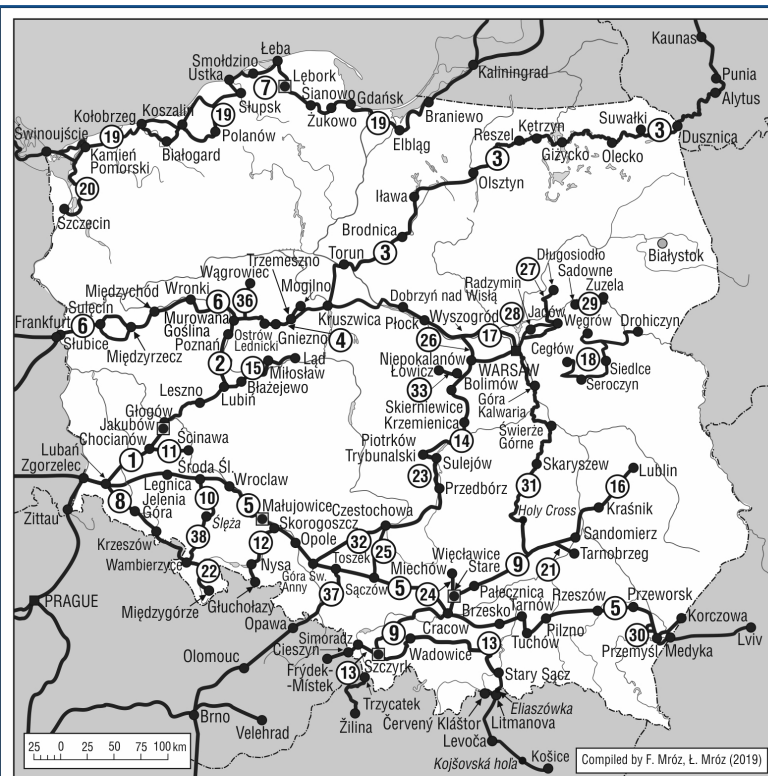 Łeba
Smołdzino
Ustka
Lębork
7
Sianowo
Gdańsk
Słupsk
Żukowo
19
Kołobrzeg
Koszalin
19
19
Polanów
Białogard
Świnoujście
Kamień
Pomorski
20
Szczecin
Braniewo
Elbląg
Kaliningrad
Kaunas
Punia
Alytus
Suwałki
3
Dusznica
Kętrzyn
Reszel
3
Giżycko
Olecko
Olsztyn
Iława
Brodnica
3
Torun
Białystok
Trzemeszno
Wągrowiec
Międzychód
Wronki
6
36
Mogilno
Sulęcin
Frankfurt
6
Słubice
Międzyrzecz
Murowana
Goślina
Poznań
Ostrów
Lednicki
Gniezno
Kruszwica
4
2
15
Ląd
Miłosław
Błażejewo
Leszno
Lubiń
Dobrzyń nad Wisłą
Płock
Wyszogród
26
17
28
27
Długosiodło
Radzymin
Sadowne
Zuzela
29
Jadów
Węgrów
Drohiczyn
Cegłów
18
Siedlce
Seroczyn
Niepokalanów
Łowicz
33
WARSAW
Bolimów
Góra
Kalwaria
Skierniewice
Krzemienica
14
Świerże
Górne
Piotrków
Trybunalski
Sulejów
23
Przedbórz
Skaryszew
31
Lublin
16
Kraśnik
Holy Cross
Sandomierz
Tarnobrzeg
21
9
Głogów
Jakubów
Chocianów
1
11
Ścinawa
Lubań
Zgorzelec
Środa Śl.
Legnica
Wroclaw
8
10
Jelenia
Góra
Ślęża
5
Małujowice
Skorogoszcz
Opole
Zittau
Krzeszów
38
12
Wambierzyce
22
Nysa
Międzygórze
Głuchołazy
Góra Św.
Anny
Częstochowa
32
25
Toszek
37
Sączów
5
24
Miechów
Więcławice
Stare
Pałecznica
Brzesko
Tarnów
Rzeszów
5
Przeworsk
Korczowa
30
Przemyśl
Medyka
Lviv
Tuchów
Pilzno
Cracow
9
Wadowice
13
PRAGUE
Opawa
Olomouc
Simoradz
Cieszyn
Frýdek-
-Místek
13
Szczyrk
Trzycatek
Žilina
Stary Sącz
Eliaszówka
Litmanova
Červený Kláštor
Levoča
Kojšovská hoľa
Košice
Brno
Velehrad
25 0 25 50 75 100 km
Compiled by F. Mróz, Ł. Mróz (2019)